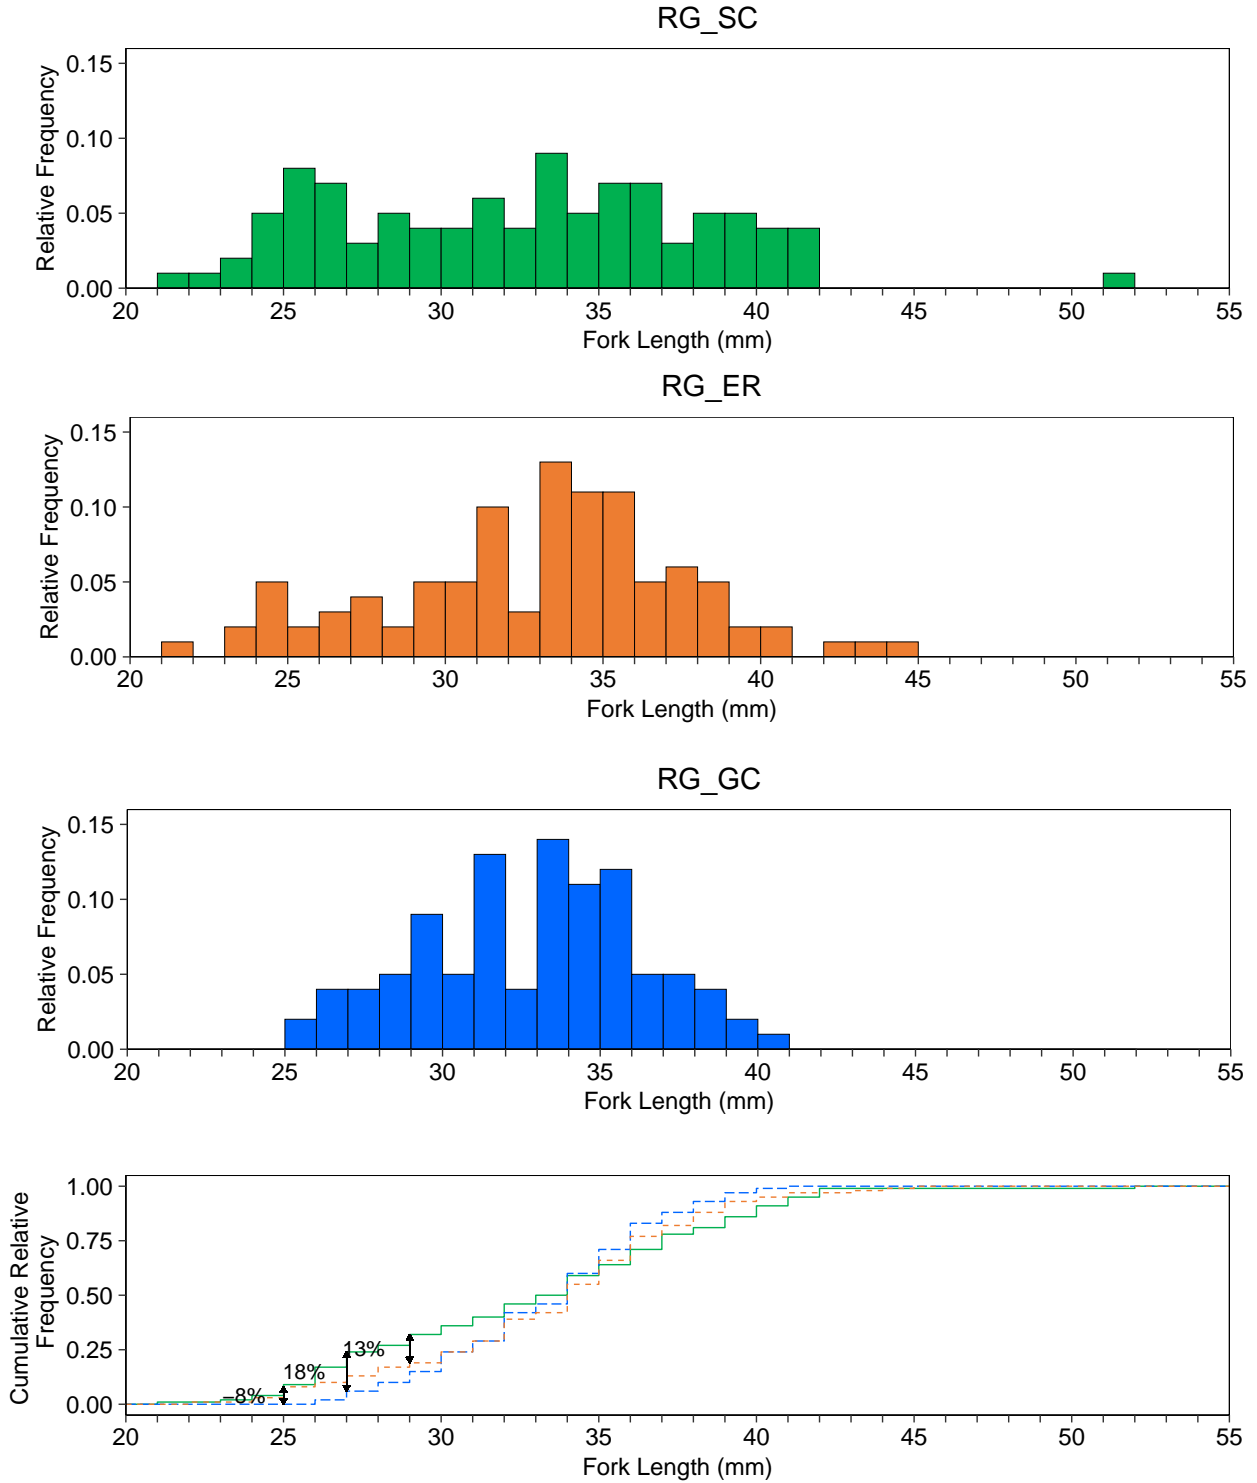 RG_SC
0.15
0.10
0.05
0.00
Relative Frequency
20 25 30 35 40 45 50 55
Fork Length (mm)
RG_ER
0.15
0.10
0.05
0.00
Relative Frequency
20 25 30 35 40 45 50 55
Fork Length (mm)
RG_GC
0.15
0.10
0.05
0.00
Relative Frequency
20 25 30 35 40 45 50 55
Fork Length (mm)
1.00
0.75
0.50
0.25
0.00
Cumulative Relative
Frequency
−8%
18%
13%
20 25 30 35 40 45 50 55
Fork Length (mm)